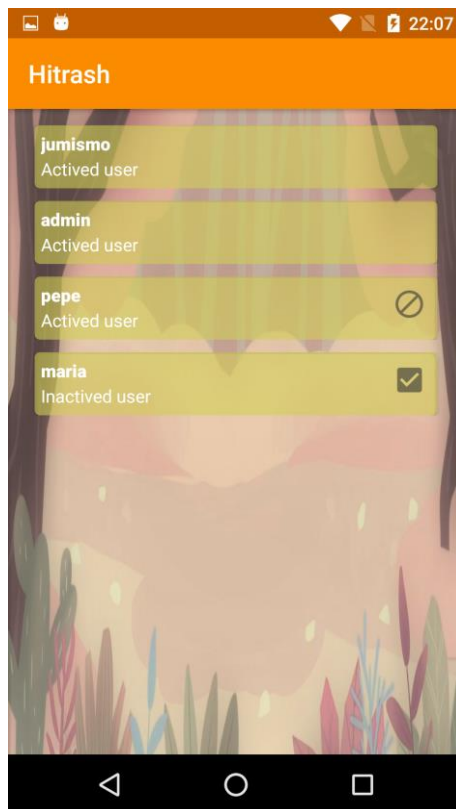 22:07
Hitrash
jumismo
Actived user
admin
Actived user
pepe
Actived user
maria
Inactived user